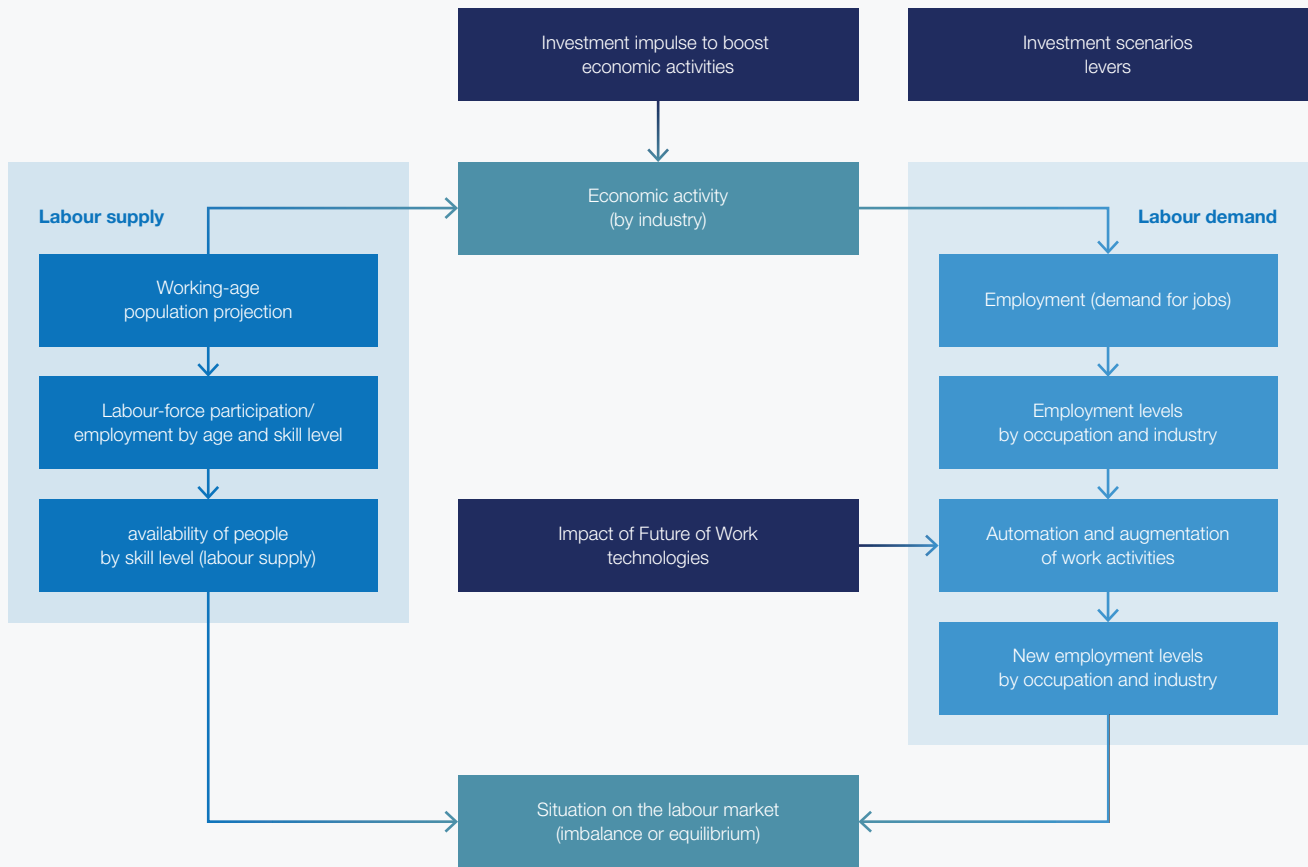 Investment impulse to boost
economic activities
Investment scenarios
levers
Economic activity
(by industry)
Labour supply
Working-age
population projection
Labour-force participation/
employment by age and skill level
availability of people
by skill level (labour supply)
Impact of Future of Work
technologies
Labour demand
Employment (demand for jobs)
Employment levels
by occupation and industry
Automation and augmentation
of work activities
New employment levels
by occupation and industry
Situation on the labour market
(imbalance or equilibrium)